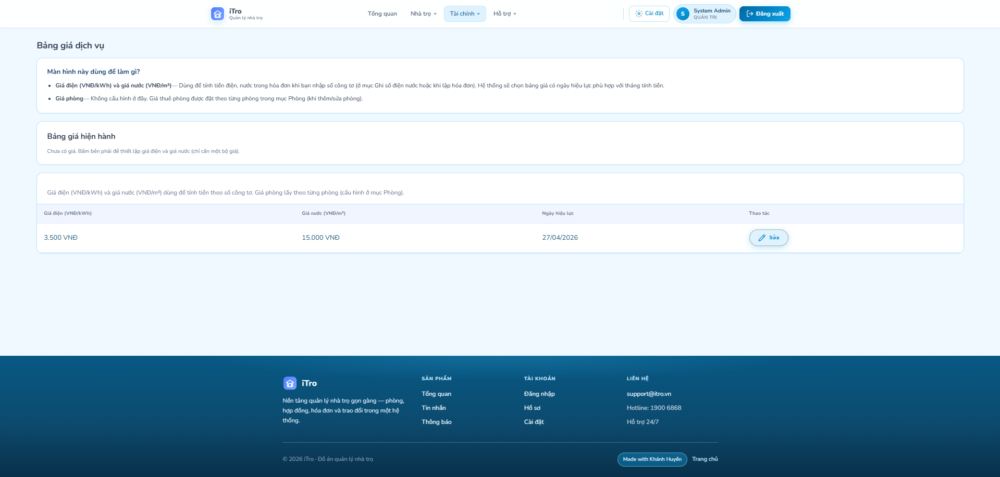 iTro
Quản lý nhà trọ
Tổng quan
Nhà trọ
Tài chính
Hỗ trợ
Cài đặt
S
System Admin
QUẢN TRỊ
Đăng xuất
Bảng giá dịch vụ
Màn hình này dùng để làm gì?
Giá điện (VNĐ/kWh) và giá nước (VNĐ/m³)— Dùng để tính tiền điện, nước trong hóa đơn khi bạn nhập số công tơ (ở mục Ghi số điện nước hoặc khi lập hóa đơn). Hệ thống sẽ chọn bảng giá có ngày hiệu lực phù hợp với tháng tính tiền.
Giá phòng— Không cấu hình ở đây. Giá thuê phòng được đặt theo từng phòng trong mục Phòng (khi thêm/sửa phòng).
Bảng giá hiện hành
Chưa có giá. Bấm bên phải để thiết lập giá điện và giá nước (chỉ cần một bộ giá).
Giá điện (VNĐ/kWh) và giá nước (VNĐ/m³) dùng để tính tiền theo số công tơ. Giá phòng lấy theo từng phòng (cấu hình ở mục Phòng).
Giá điện (VNĐ/kWh)
Giá nước (VNĐ/m³)
Ngày hiệu lực
Thao tác
3.500 VNĐ
15.000 VNĐ
27/04/2026
Sửa
iTro
Nền tảng quản lý nhà trọ gọn gàng — phòng,
hợp đồng, hóa đơn và trao đổi trong một hệ
thống.
SẢN PHẨM
Tổng quan
Tin nhắn
Thông báo
TÀI KHOẢN
Đăng nhập
Hồ sơ
Cài đặt
LIÊN HỆ
support@itro.vn
Hotline: 1900 6868
Hỗ trợ 24/7
© 2026 iTro · Đồ án quản lý nhà trọ
Made with Khánh Huyền
Trang chủ